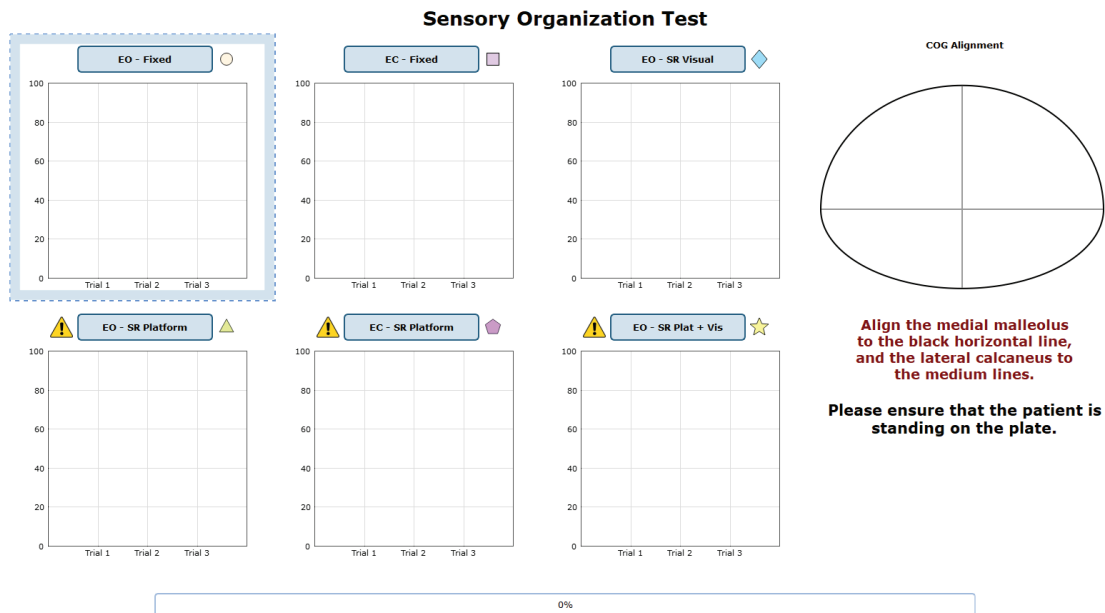 Sensory Organization Test
EO - Fixed
EC - Fixed
EO - SR Visual
COG Alignment
100
80
60
40
20
0
Trial 1 Trial 2 Trial 3
100
80
60
40
20
0
Trial 1 Trial 2 Trial 3
100
80
60
40
20
0
Trial 1 Trial 2 Trial 3
EO - SR Platform
EC - SR Platform
EO - SR Plat + Vis
100
80
60
40
20
0
Trial 1 Trial 2 Trial 3
100
80
60
40
20
0
Trial 1 Trial 2 Trial 3
100
80
60
40
20
0
Trial 1 Trial 2 Trial 3
Align the medial malleolus
to the black horizontal line,
and the lateral calcaneus to
the medium lines.
Please ensure that the patient is
standing on the plate.
0%